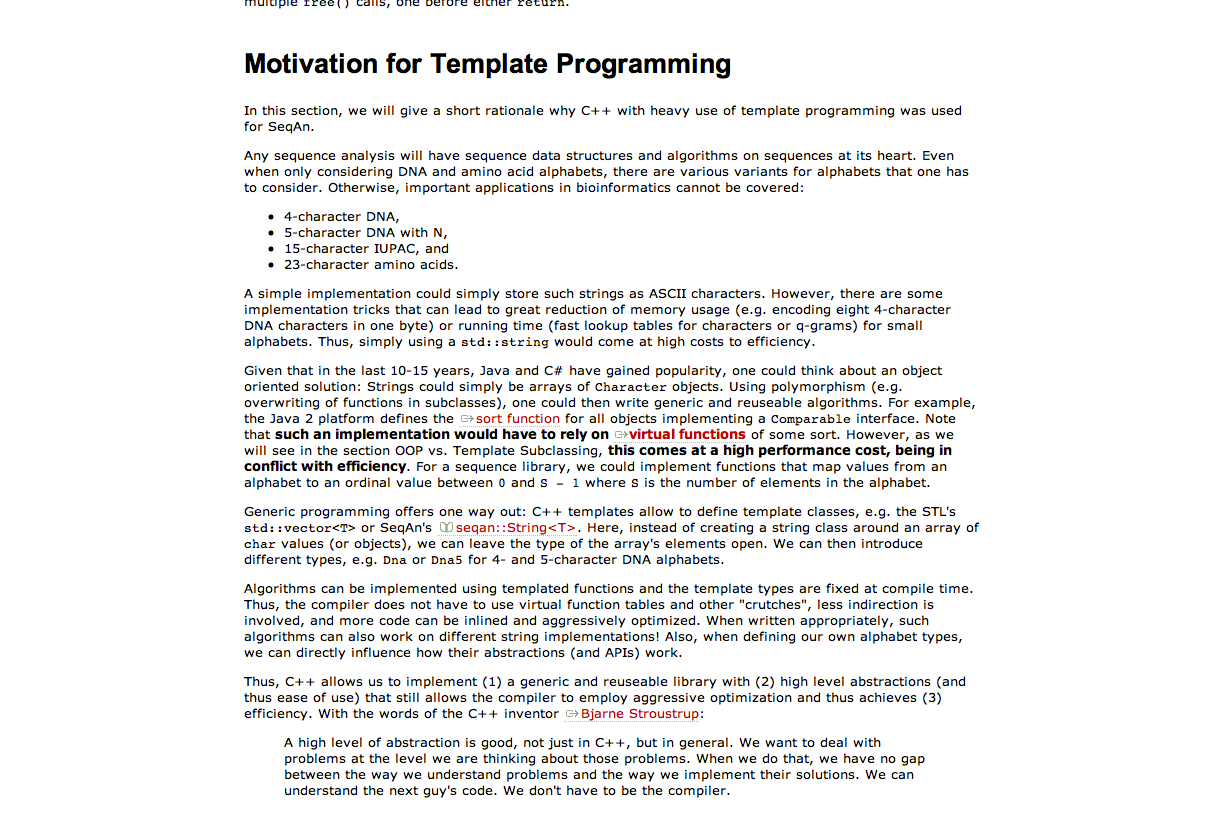 multiple free() calls, one before either return.
Motivation for Template Programming
In this section, we will give a short rationale why C++ with heavy use of template programming was used
for SeqAn.
Any sequence analysis will have sequence data structures and algorithms on sequences at its heart. Even
when only considering DNA and amino acid alphabets, there are various variants for alphabets that one has
to consider. Otherwise, important applications in bioinformatics cannot be covered:
• 4-character DNA,
• 5-character DNA with N,
• 15-character IUPAC, and
• 23-character amino acids.
A simple implementation could simply store such strings as ASCII characters. However, there are some
implementation tricks that can lead to great reduction of memory usage (e.g. encoding eight 4-character
DNA characters in one byte) or running time (fast lookup tables for characters or q-grams) for small
alphabets. Thus, simply using a std::string would come at high costs to efficiency.
Given that in the last 10-15 years, Java and C# have gained popularity, one could think about an object
oriented solution: Strings could simply be arrays of Character objects. Using polymorphism (e.g.
overwriting of functions in subclasses), one could then write generic and reuseable algorithms. For example,
the Java 2 platform defines the sort function for all objects implementing a Comparable interface. Note
that such an implementation would have to rely on virtual functions of some sort. However, as we
will see in the section OOP vs. Template Subclassing, this comes at a high performance cost, being in
conflict with efficiency. For a sequence library, we could implement functions that map values from an
alphabet to an ordinal value between 0 and S - 1 where S is the number of elements in the alphabet.
Generic programming offers one way out: C++ templates allow to define template classes, e.g. the STL's
std::vector<T> or SeqAn's seqan::String<T>. Here, instead of creating a string class around an array of
char values (or objects), we can leave the type of the array's elements open. We can then introduce
different types, e.g. Dna or Dna5 for 4- and 5-character DNA alphabets.
Algorithms can be implemented using templated functions and the template types are fixed at compile time.
Thus, the compiler does not have to use virtual function tables and other "crutches", less indirection is
involved, and more code can be inlined and aggressively optimized. When written appropriately, such
algorithms can also work on different string implementations! Also, when defining our own alphabet types,
we can directly influence how their abstractions (and APIs) work.
Thus, C++ allows us to implement (1) a generic and reuseable library with (2) high level abstractions (and
thus ease of use) that still allows the compiler to employ aggressive optimization and thus achieves (3)
efficiency. With the words of the C++ inventor Bjarne Stroustrup:
A high level of abstraction is good, not just in C++, but in general. We want to deal with
problems at the level we are thinking about those problems. When we do that, we have no gap
between the way we understand problems and the way we implement their solutions. We can
understand the next guy's code. We don't have to be the compiler.